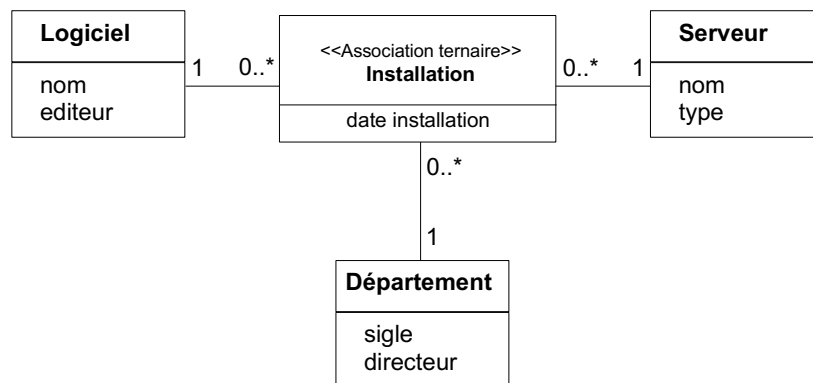 Logiciel
nom
editeur
1
0..*
<<Association ternaire>>
Installation
date installation
0..*
1
Serveur
nom
type
0..*
1
Département
sigle
directeur